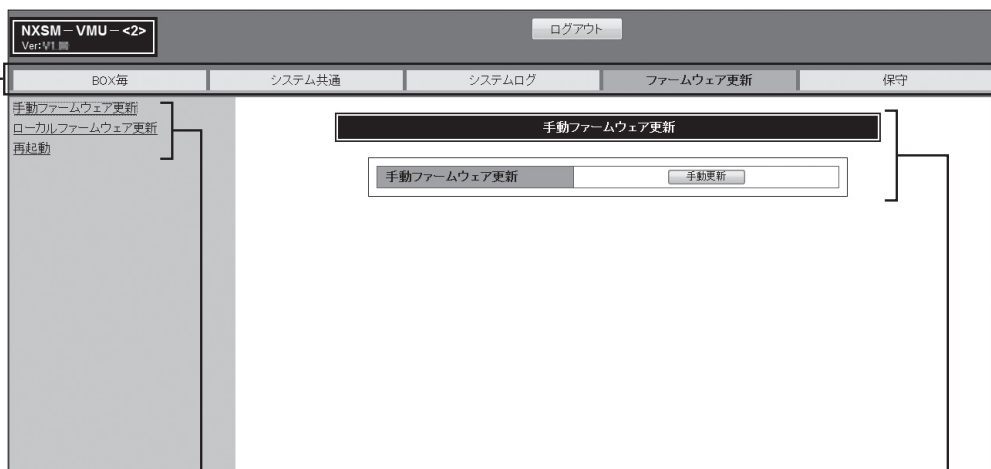 NXSM－VMU－<2>
ログアウト
Ver:V1.
BOX毎
システム共通
システムログ
ファームウェア更新
保守
手動ファームウェア更新
ローカルファームウェア更新
再起動
手動ファームウェア更新
手動ファームウェア更新
手動更新